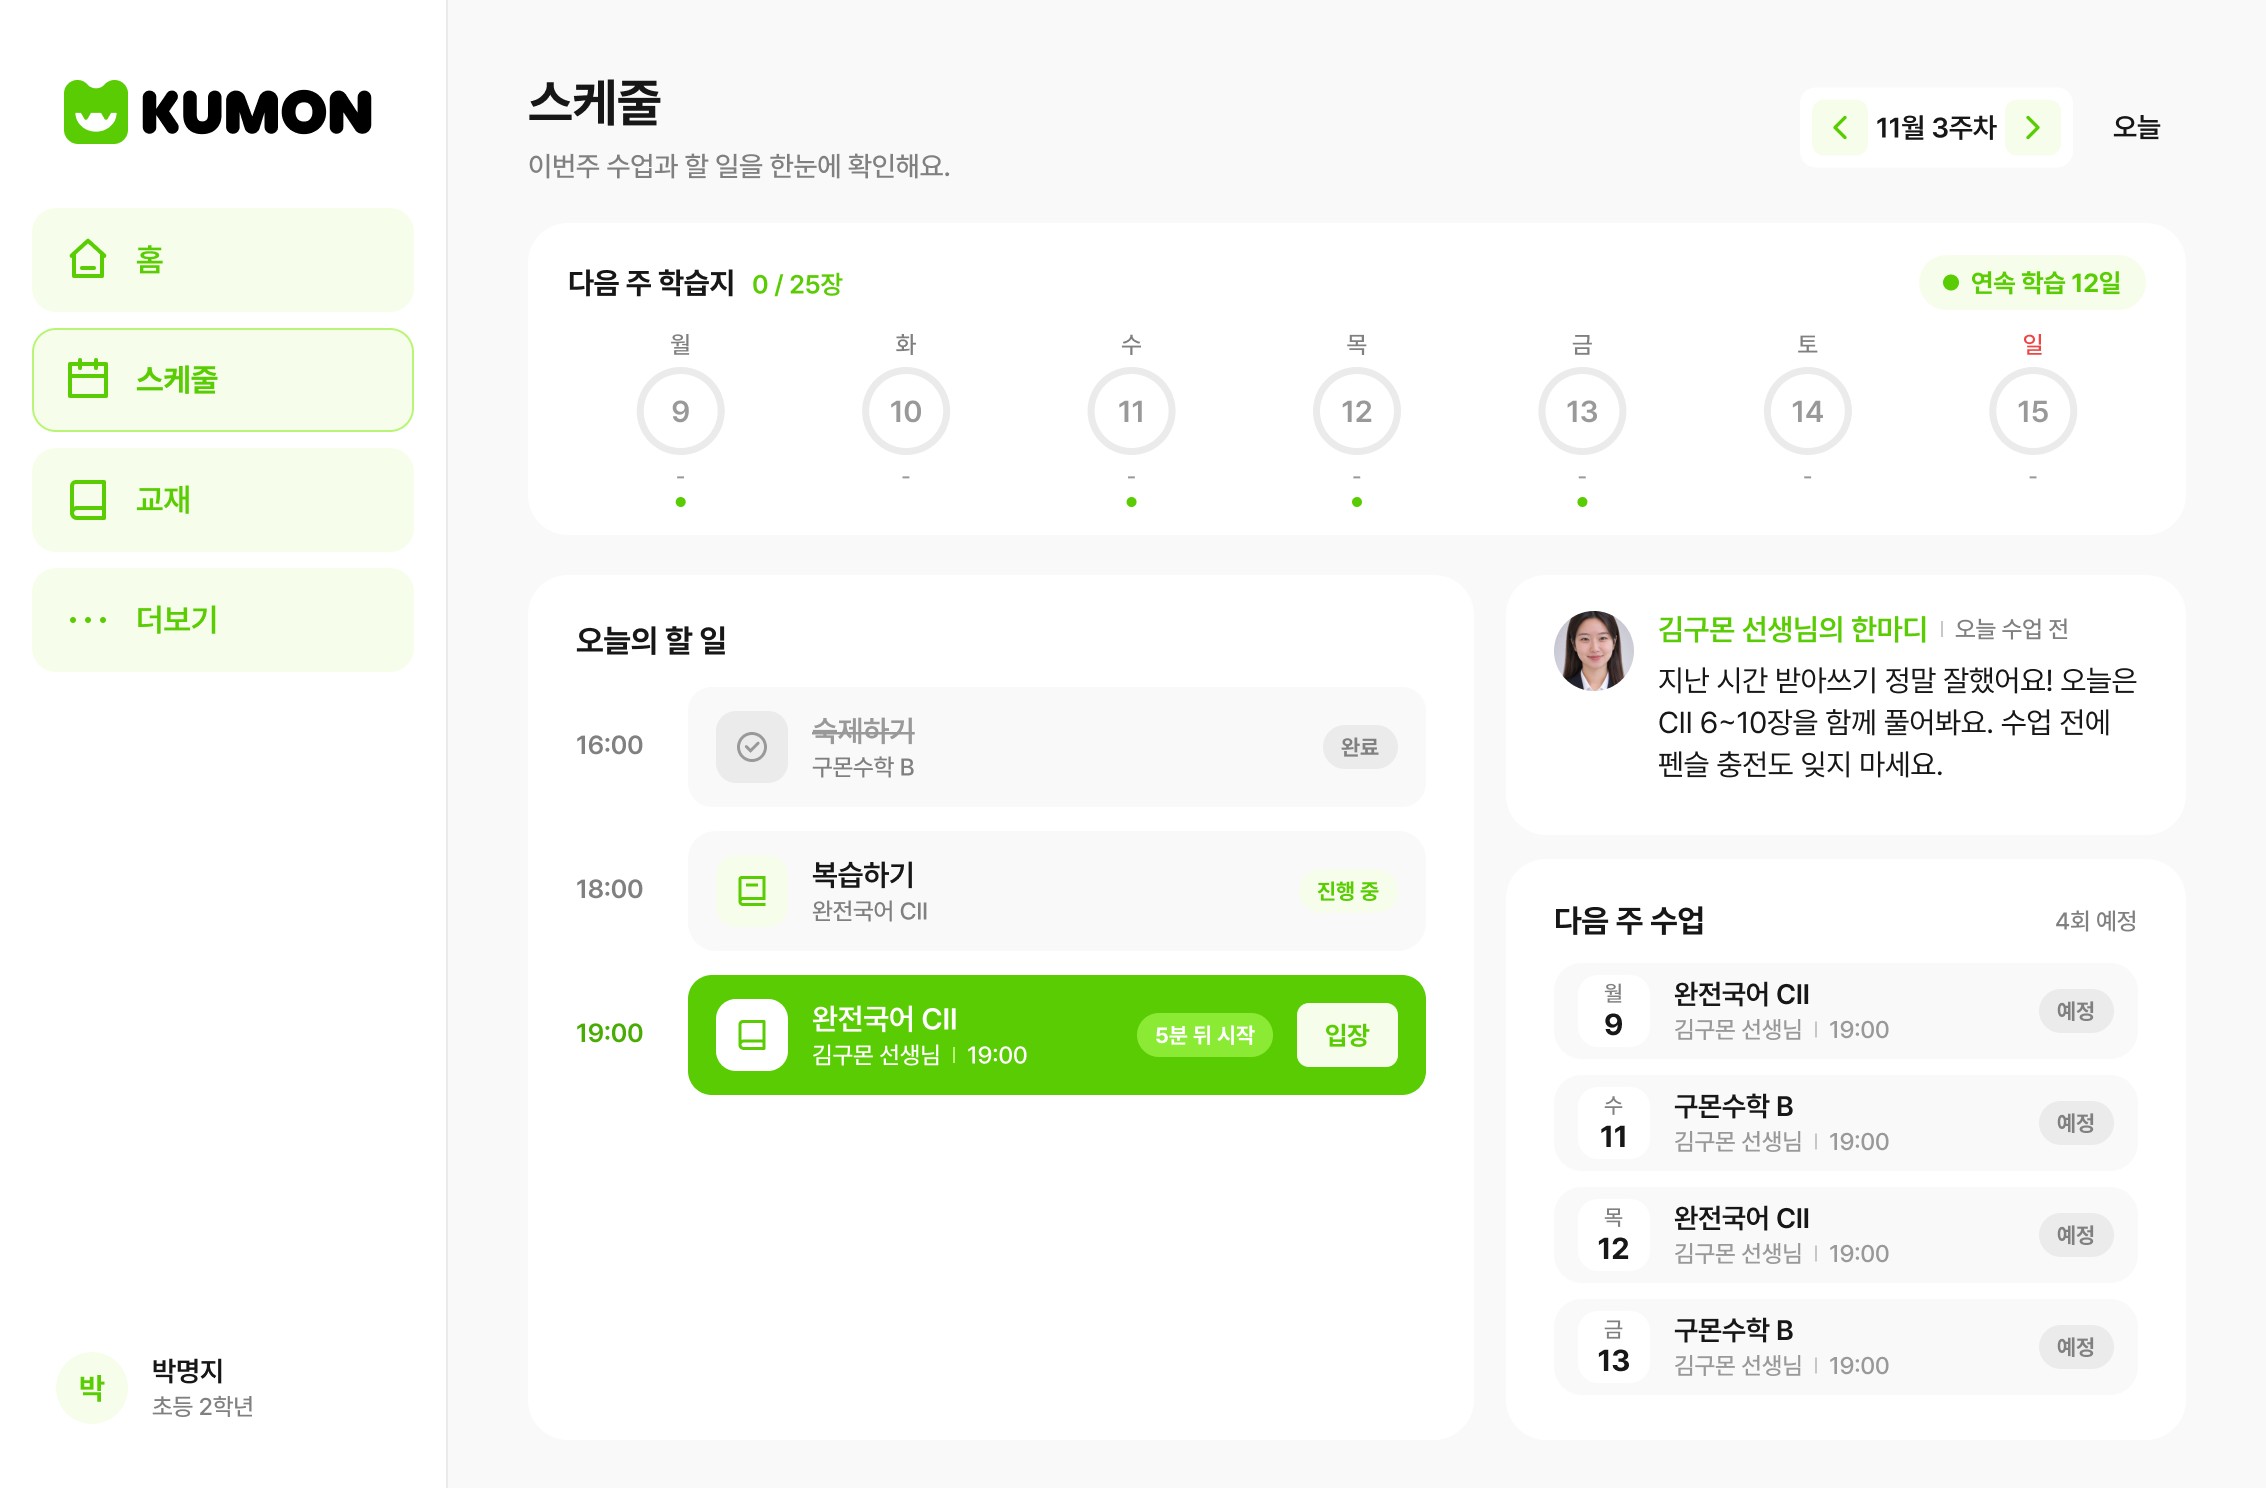 KUMON
홈
스케줄
교재
더보기
박
박명지
초등 2학년
스케줄
이번주 수업과 할 일을 한눈에 확인해요.
11월 3주차
오늘
다음 주 학습지 0 / 25장
연속 학습 12일
월 화 수 목 금 토 일
9 10 11 12 13 14 15
- - - - - - -
오늘의 할 일
16:00
숙제하기
구몬수학 B
완료
18:00
복습하기
완전국어 CII
진행 중
19:00
완전국어 CII
김구몬 선생님 | 19:00
5분 뒤 시작
입장
김구몬 선생님의 한마디 | 오늘 수업 전
지난 시간 받아쓰기 정말 잘했어요! 오늘은
CII 6~10장을 함께 풀어봐요. 수업 전에
펜슬 충전도 잊지 마세요.
다음 주 수업
4회 예정
월
9
완전국어 CII
김구몬 선생님 | 19:00
예정
수
11
구몬수학 B
김구몬 선생님 | 19:00
예정
목
12
완전국어 CII
김구몬 선생님 | 19:00
예정
금
13
구몬수학 B
김구몬 선생님 | 19:00
예정